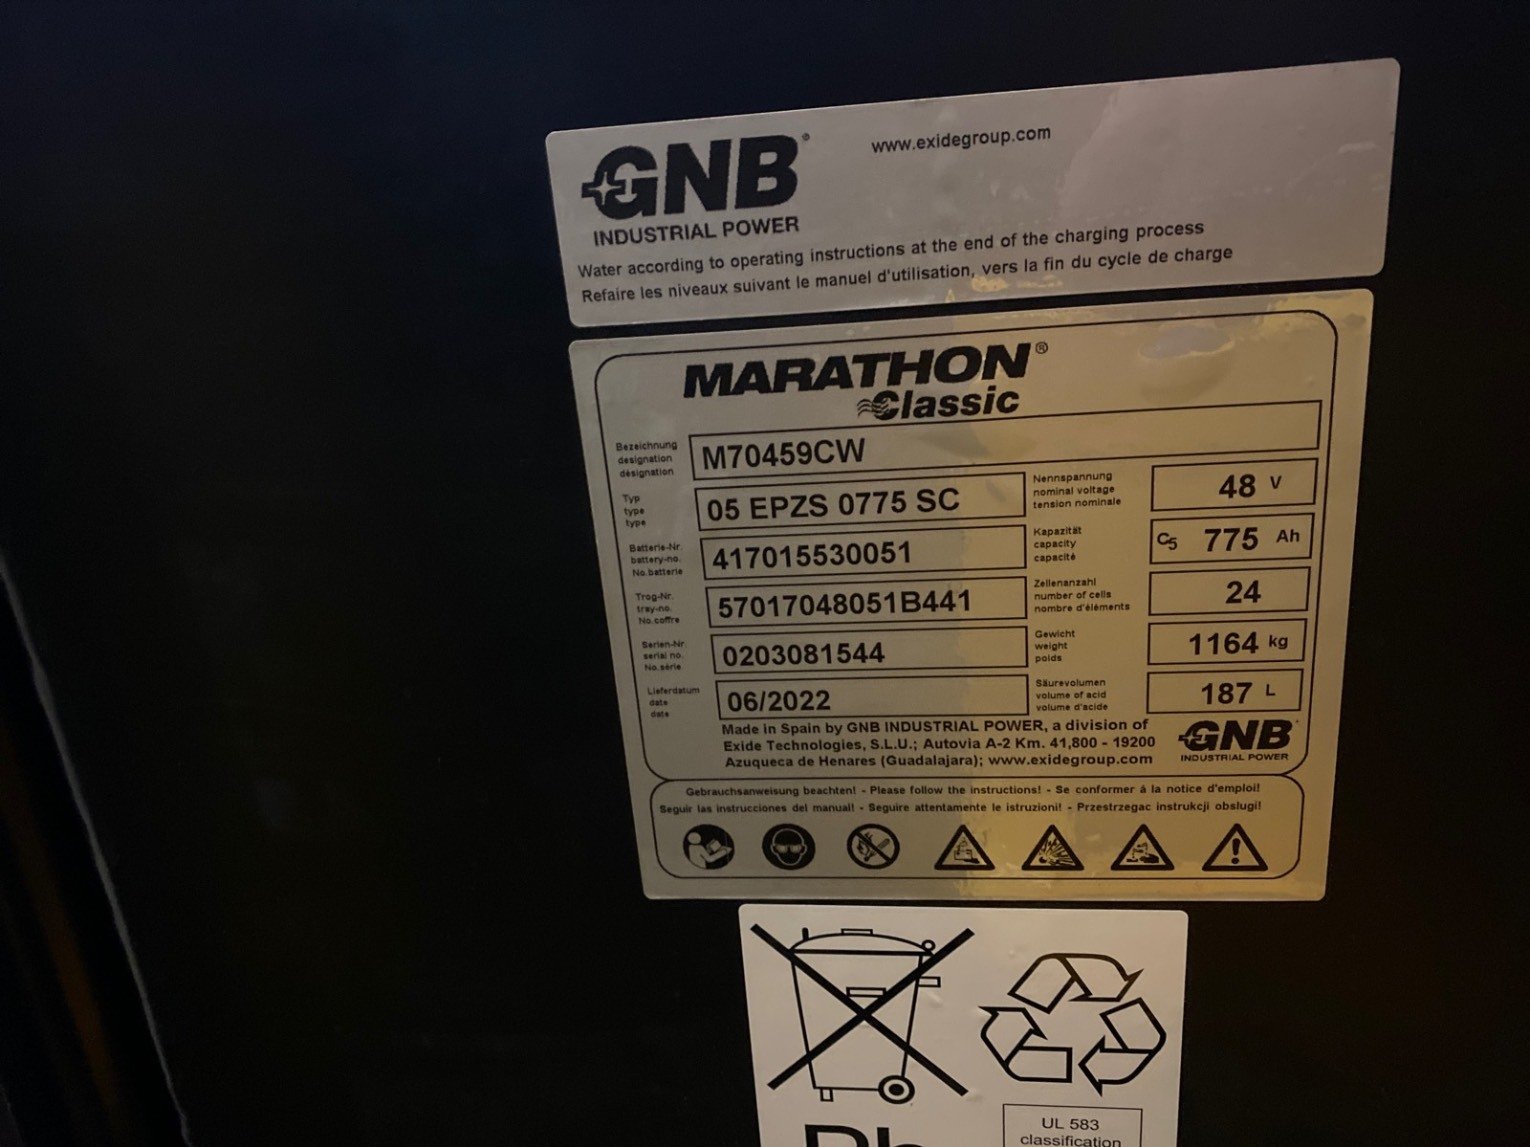 GNB®
www.exidegroup.com
INDUSTRIAL POWER
Water according to operating instructions at the end of the charging process
Refaire les niveaux suivant le manuel d'utilisation, vers la fin du cycle de charge
MARATHON®
Classic
Bezeichnung
designation
désignation
M70459CW
Typ
type
type
05 EPZS 0775 SC
Nennspannung
nominal voltage
tension nominale
48 V
Batterie-Nr.
battery-no.
No.batterie
417015530051
Kapazität
capacity
capacité
C5 775 Ah
Trog-Nr.
tray-no.
No.coffre
57017048051B441
Zellenanzahl
number of cells
nombre d'éléments
24
Serien-Nr
serial no.
No.série
0203081544
Gewicht
weight
poids
1164 kg
Lieferdatum
date
date
06/2022
Säurevolumen
volume of acid
volume d'acide
187 L
Made in Spain by GNB INDUSTRIAL POWER, a division of
Exide Technologies, S.L.U.; Autovia A-2 Km. 41,800 - 19200
Azuqueca de Henares (Guadalajara); www.exidegroup.com
GNB
INDUSTRIAL POWER
Gebrauchsanweisung beachten! - Please follow the instructions! - Se conformer á la notice d'emploi!
Seguir las instrucciones del manual! - Seguire attentamente le istruzioni! - Przestrzegac instrukcji obslugi!
Pb
UL 583
classification